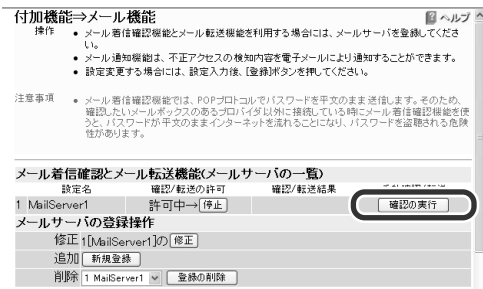 付加機能⇒メール機能
ヘルプ
操作
• メール着信確認機能とメール転送機能を利用する場合には、メールサーバを登録してくださ
い。
• メール通知機能は、不正アクセスの検知内容を電子メールにより通知することができます。
• 設定変更する場合には、設定入力後、[登録]ボタンを押してください。
注意事項
• メール着信確認機能では、POPプロトコルでパスワードを平文のまま送信します。そのため、
確認したいメールボックスのあるプロバイダ以外に接続している時にメール着信確認機能を使
うと、パスワードが平文のままインターネットを流れることになり、パスワードを盗聴される危険
性があります。
メール着信確認とメール転送機能(メールサーバの一覧)
設定名 確認/転送の許可 確認/転送結果
1 MailServer1 許可中→ 停止 確認の実行
メールサーバの登録操作
修正 1[MailServer1]の 修正
追加 新規登録
削除 1 MailServer1 登録の削除